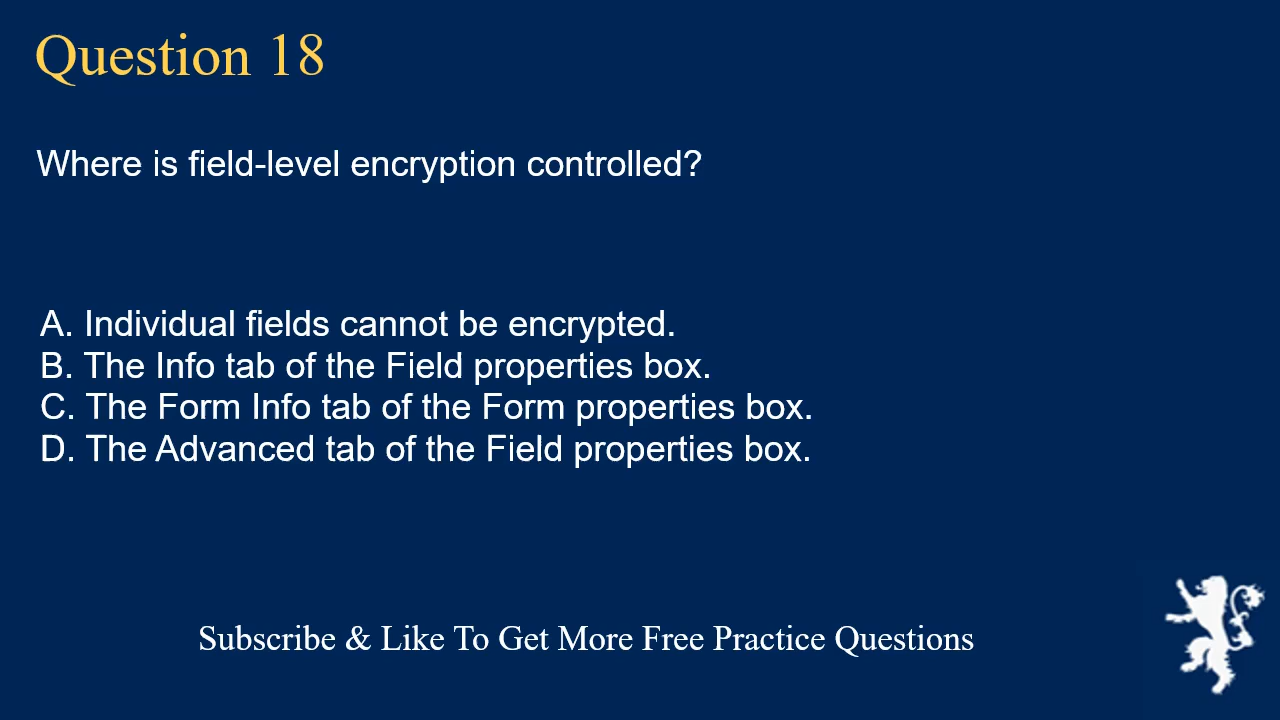 Question 18
Where is field-level encryption controlled?
A. Individual fields cannot be encrypted.
B. The Info tab of the Field properties box.
C. The Form Info tab of the Form properties box.
D. The Advanced tab of the Field properties box.
Subscribe & Like To Get More Free Practice Questions